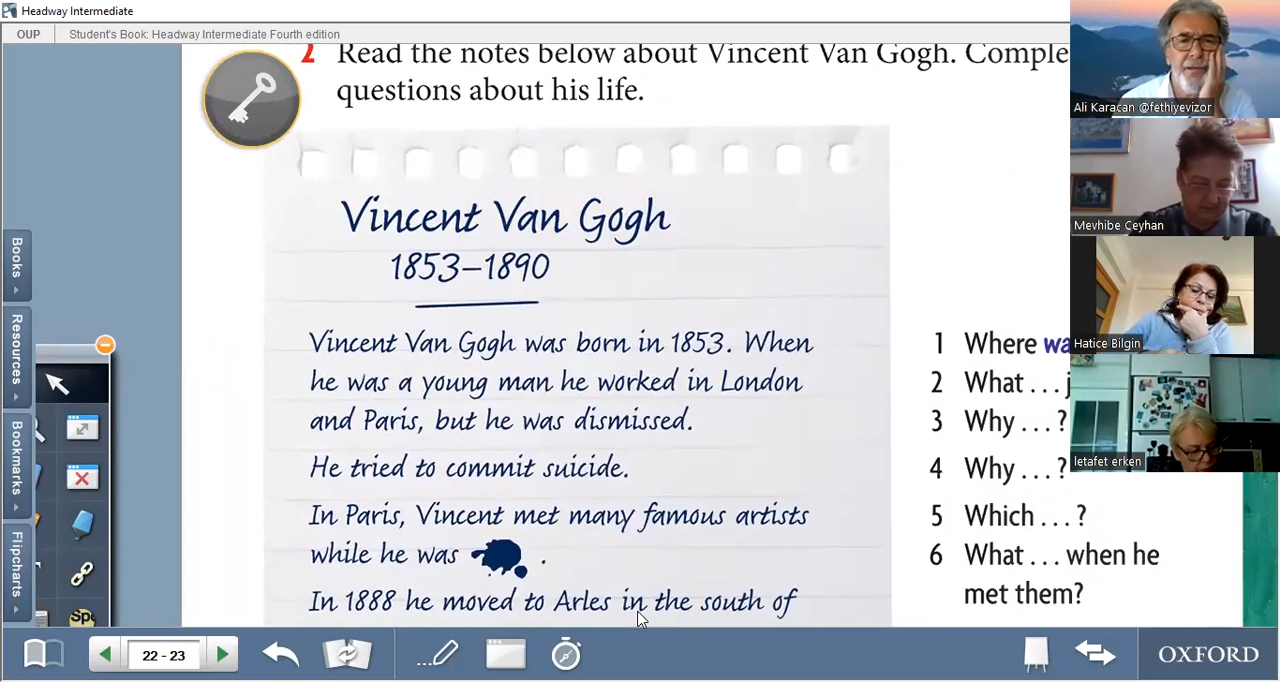 Headway Intermediate
OUP
Student's Book: Headway Intermediate Fourth edition
2 Read the notes below about Vincent Van Gogh. Comple
questions about his life.
Vincent Van Gogh
1853–1890
Vincent Van Gogh was born in 1853. When
he was a young man he worked in London
and Paris, but he was dismissed.
He tried to commit suicide.
In Paris, Vincent met many famous artists
while he was .
In 1888 he moved to Arles in the south of
1 Where wa
2 What ... j
3 Why ... ?
4 Why ... ?
5 Which ... ?
6 What ... when he
met them?
Ali Karacan @fethiyevizor
Mevhibe Ceyhan
Hatice Bilgin
letafet erken
Books
Resources
Bookmarks
Flipcharts
Sp
22 - 23
OXFORD